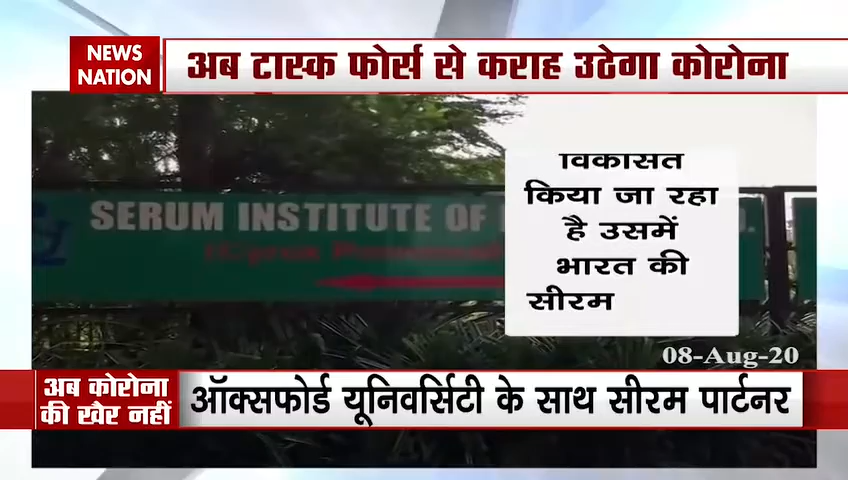 NEWS
NATION
अब टास्क फोर्स से कराह उठेगा कोरोना
SERUM INSTITUTE OF
विकासत
किया जा रहा
है उसमें
भारत की
सीरम
08-Aug-20
अब कोरोना
की खैर नहीं
ऑक्सफोर्ड यूनिवर्सिटी के साथ सीरम पार्टनर